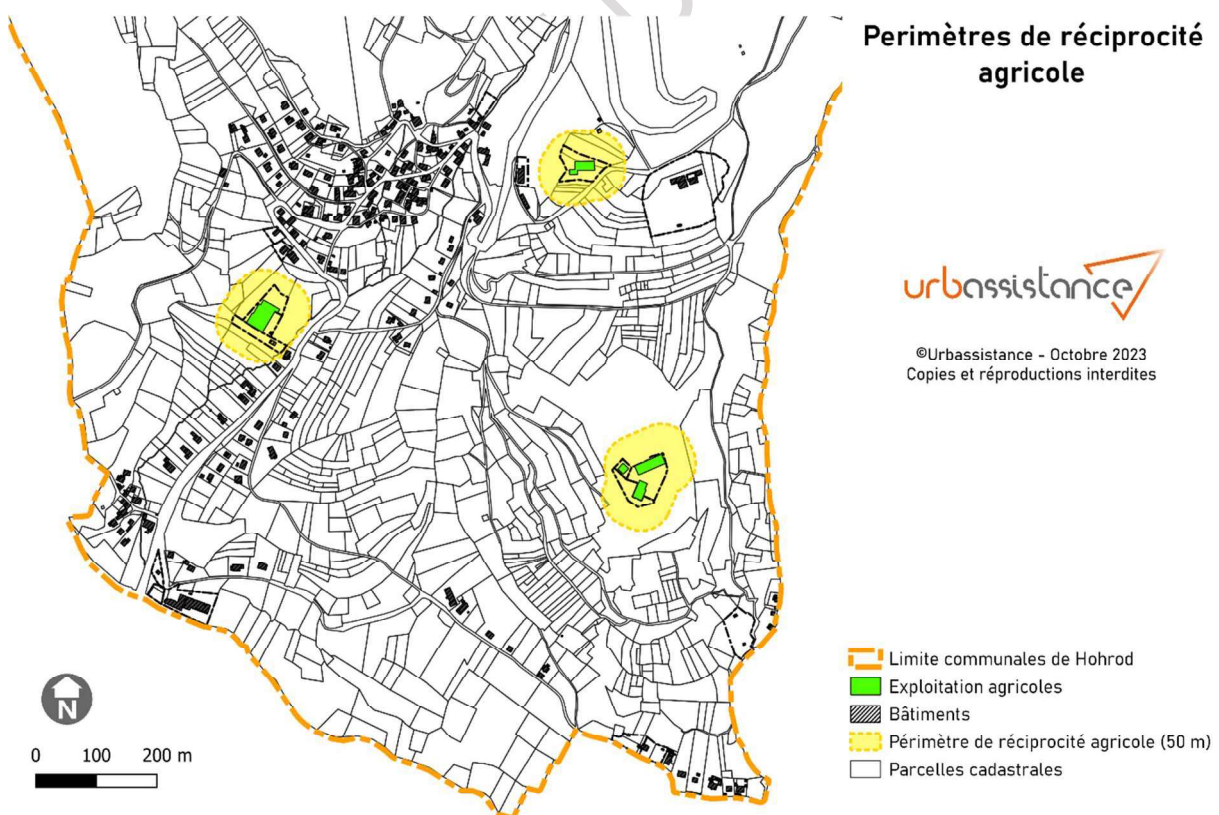 Perimètres de réciprocité
agricole
urbassistance
©Urbassistance - Octobre 2023
Copies et réproductions interdites
Limite communales de Hohrod
Exploitation agricoles
Bâtiments
Périmètre de réciprocité agricole (50 m)
Parcelles cadastrales
N
0 100 200 m